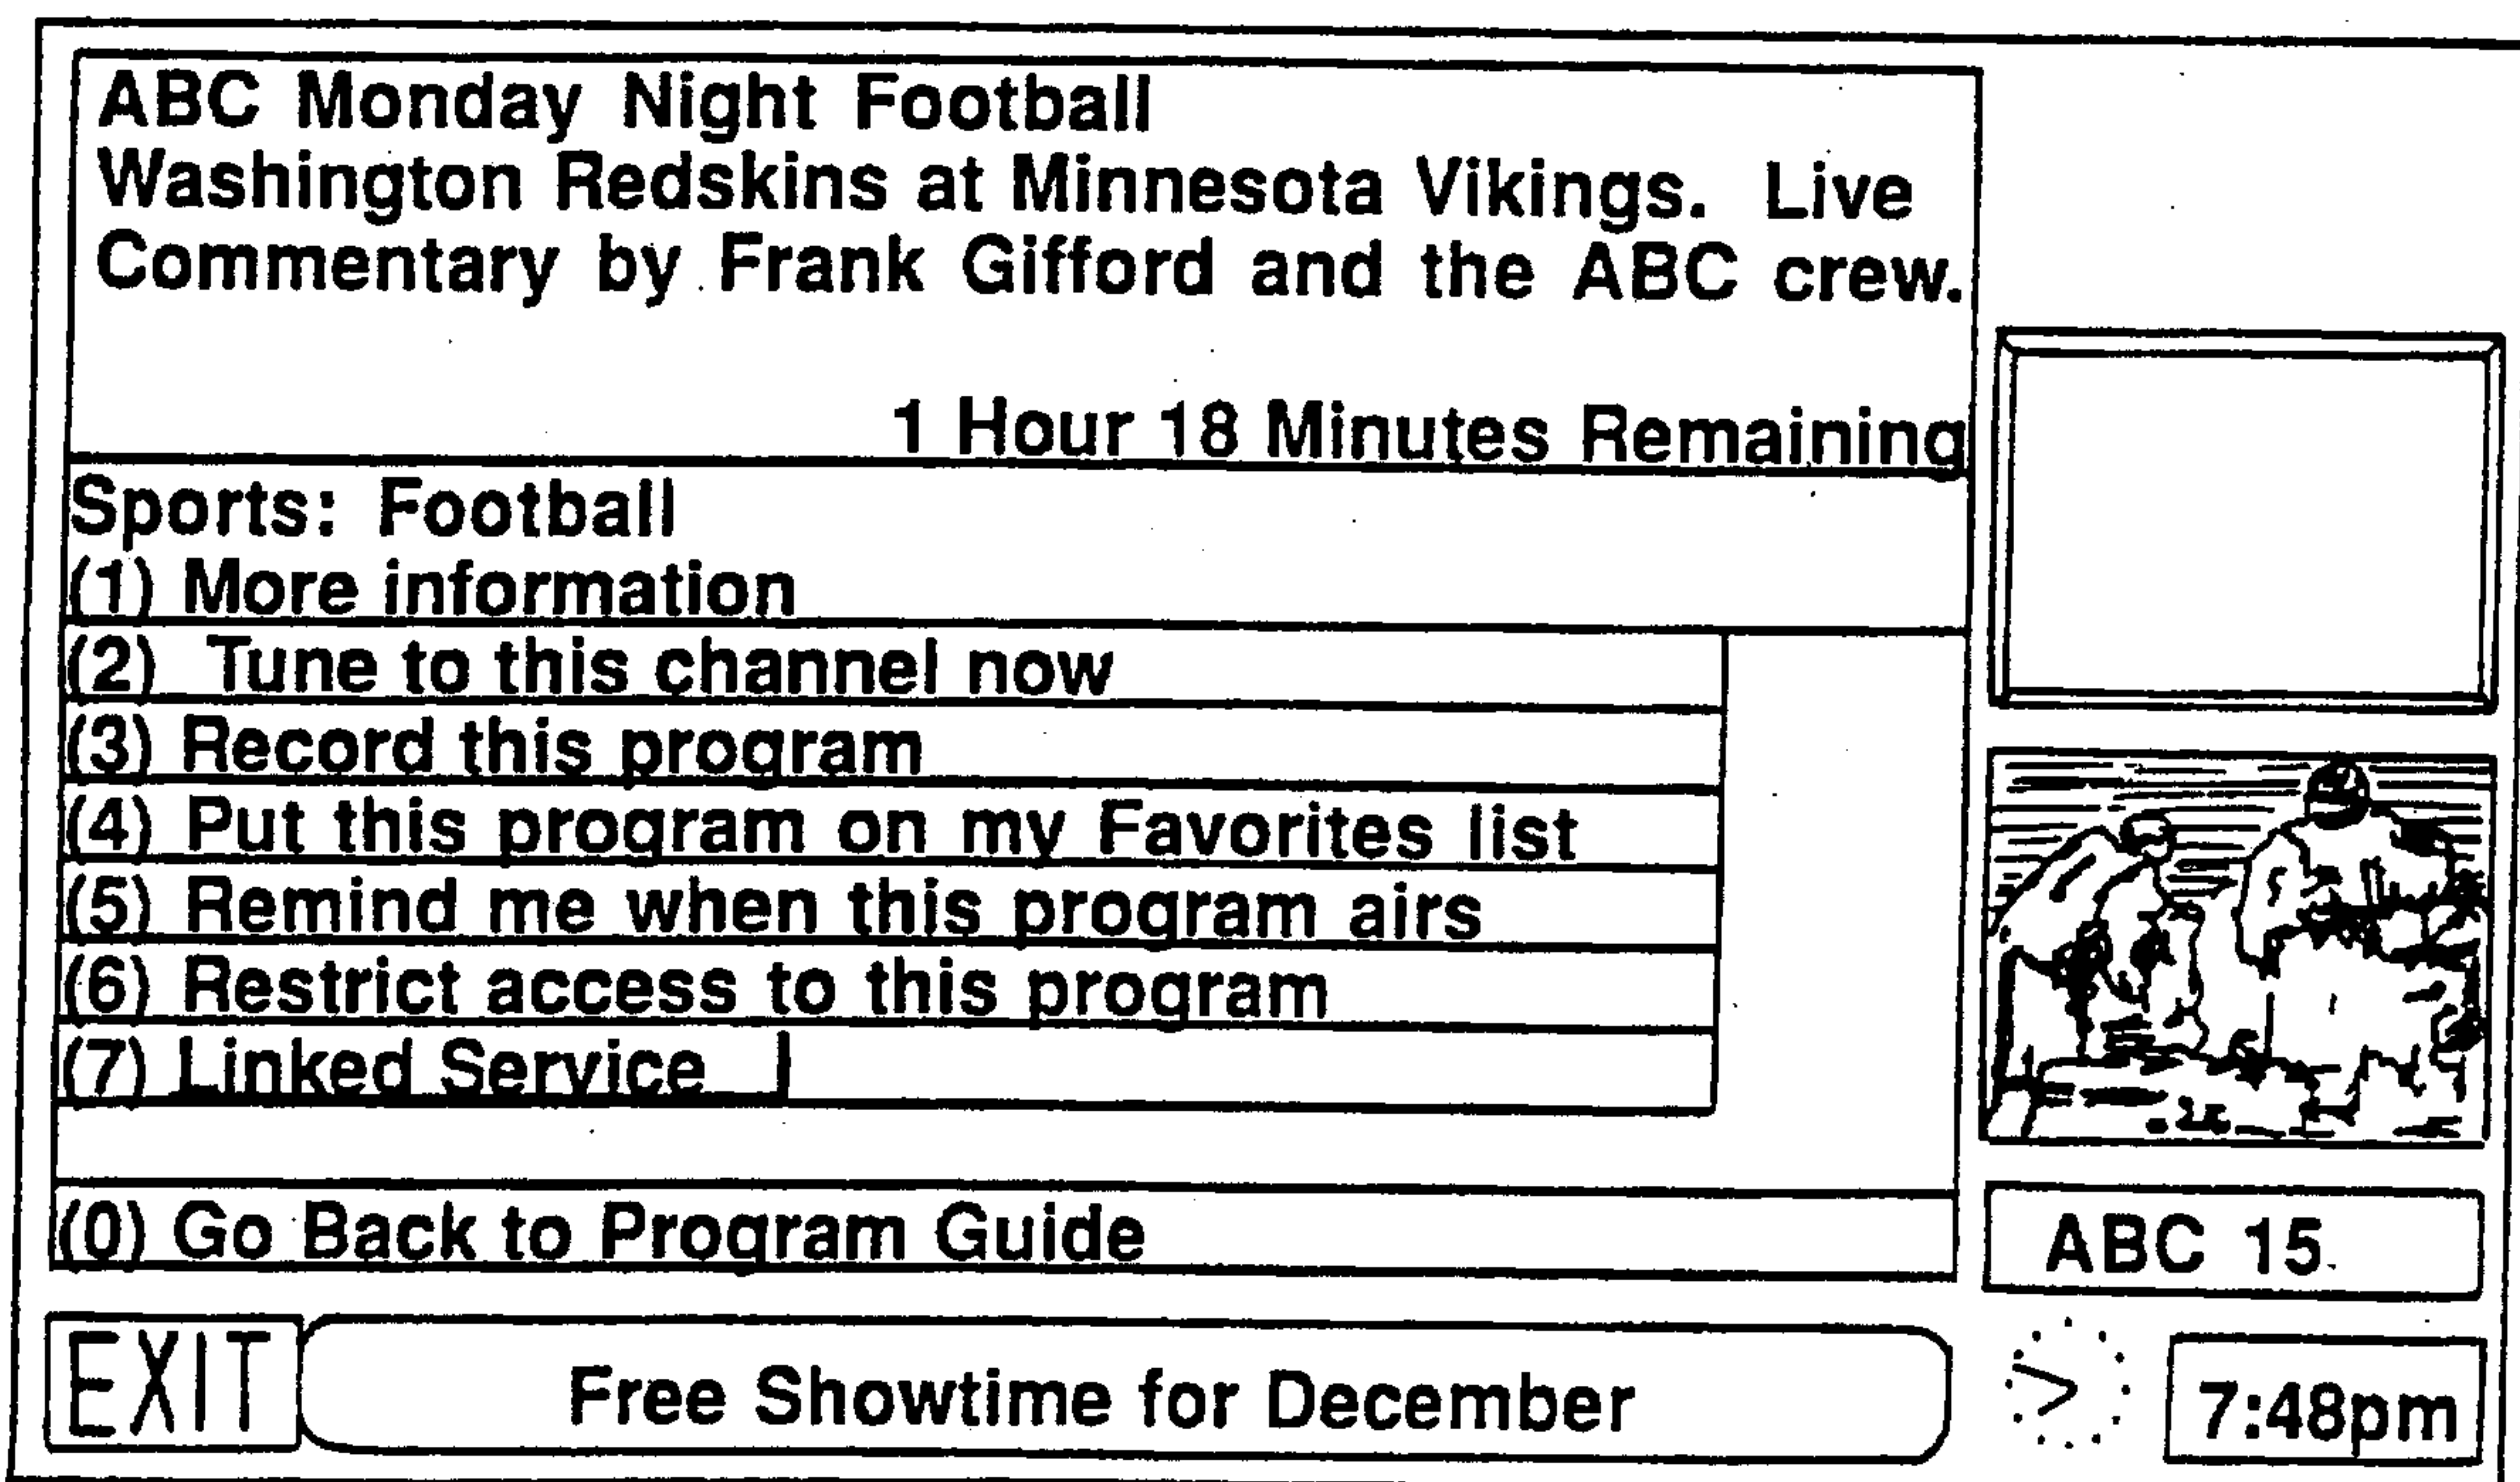 ABC Monday Night Football
Washington Redskins at Minnesota Vikings. Live
Commentary by Frank Gifford and the ABC crew.
1 Hour 18 Minutes Remaining
Sports: Football
(1) More information
(2) Tune to this channel now
(3) Record this program
(4) Put this program on my Favorites list
(5) Remind me when this program airs
(6) Restrict access to this program
(7) Linked Service
(0) Go Back to Program Guide
ABC 15
EXIT
Free Showtime for December
7:48pm